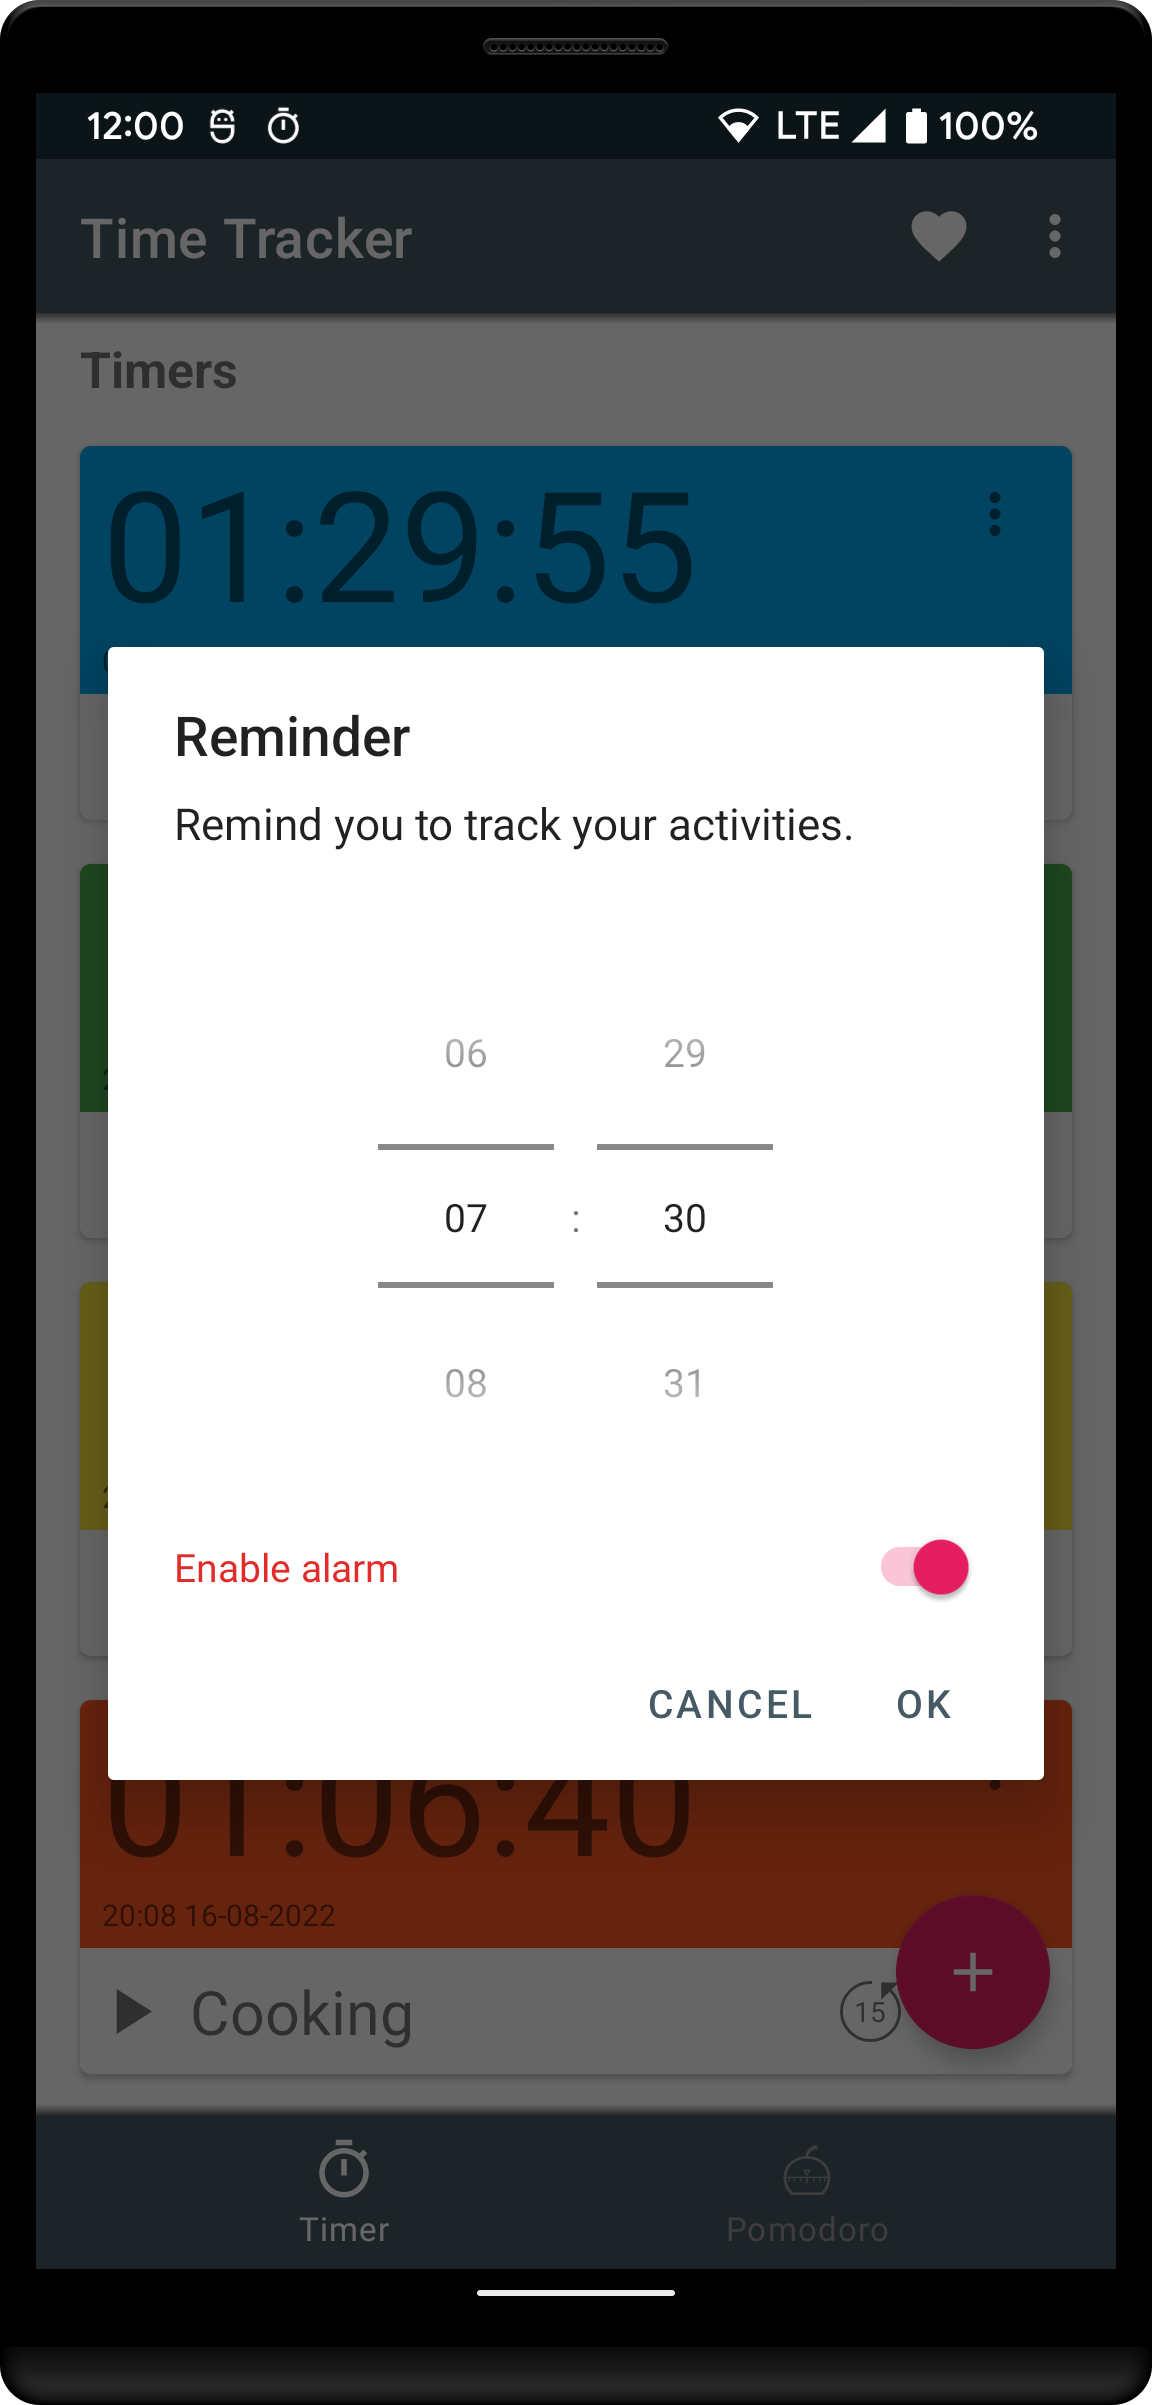 12:00 LTE 100%
Time Tracker
Timers
01:29:55
Reminder
Remind you to track your activities.
06 29
07 : 30
08 31
Enable alarm
CANCEL OK
01:06:40
20:08 16-08-2022
Cooking 15
Timer Pomodoro